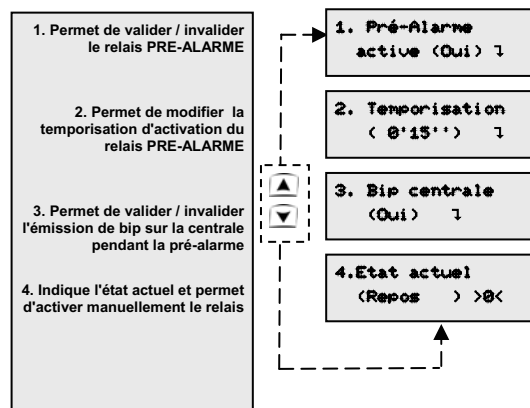 1. Permet de valider / invalider
le relais PRE-ALARME
2. Permet de modifier la
temporisation d'activation du
relais PRE-ALARME
3. Permet de valider / invalider
l'émission de bip sur la centrale
pendant la pré-alarme
4. Indique l'état actuel et permet
d'activer manuellement le relais
1. Pré-Alarme
active (Oui) ↴
2. Temporisation
( 0'15'') ↴
3. Bip centrale
(Oui) ↴
4.Etat actuel
(Repos ) >0<